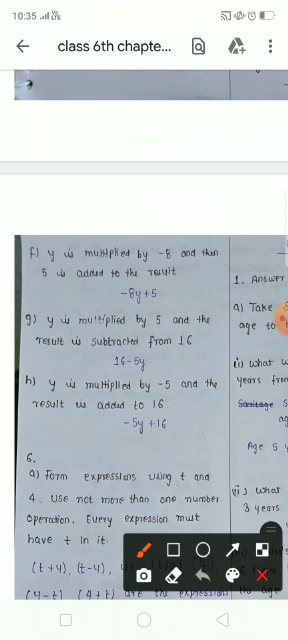 10:35
class 6th chapte...
f) y is multiplied by -8 and then
5 is added to the result
-8y+5
g) y is multiplied by 5 and the
result is subtracted from 16
16-5y
h) y is multiplied by -5 and the
result is added to 16
-5y +16
6.
a) Form expressions using t and
4. Use not more than one number
operation. Every expression must
have t in it.
(t+4), (t-4),
(4-t) (4+t) are the expressions
1. Answer
a) Take
age to
ii) what
years from
Saritage S
ag
Age 5 y
iii) what
3 years